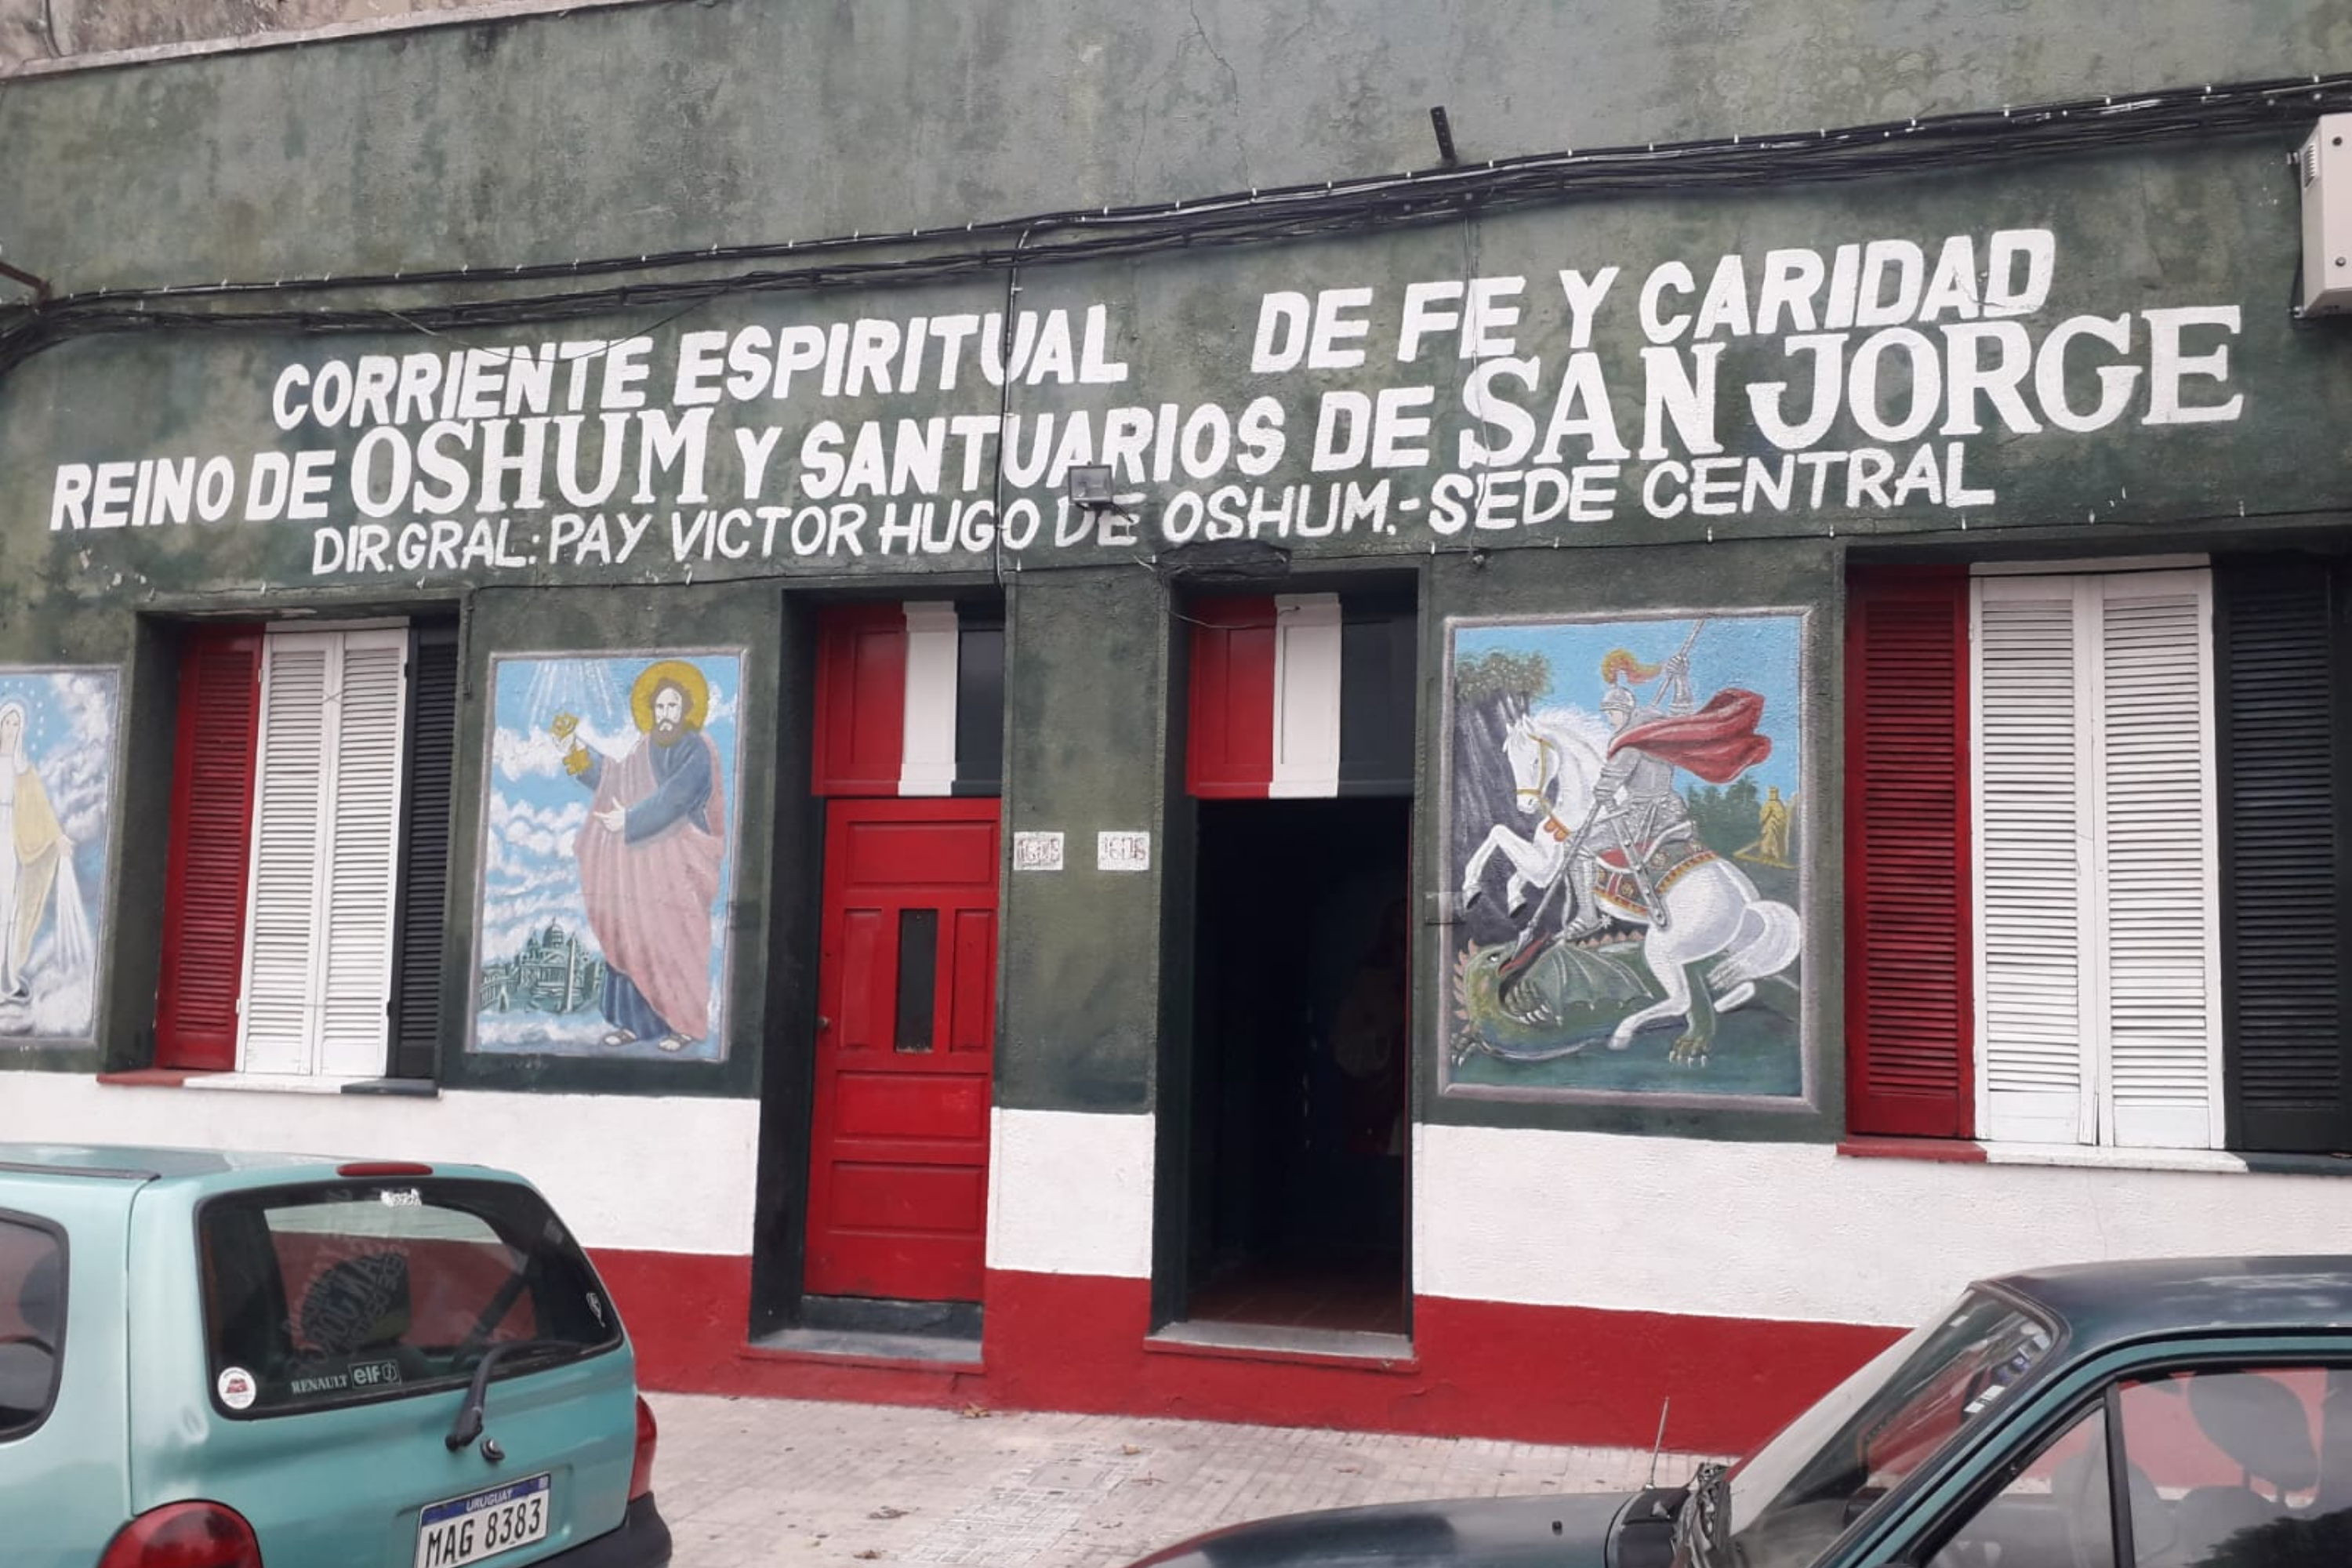 CORRIENTE ESPIRITUAL DE FE Y CARIDAD
REINO DE OSHUM Y SANTUARIOS DE SAN JORGE
DIR.GRAL: PAY VICTOR HUGO DE OSHUM.-SEDE CENTRAL
RENAULT elf
URUGUAY
MAG 8383